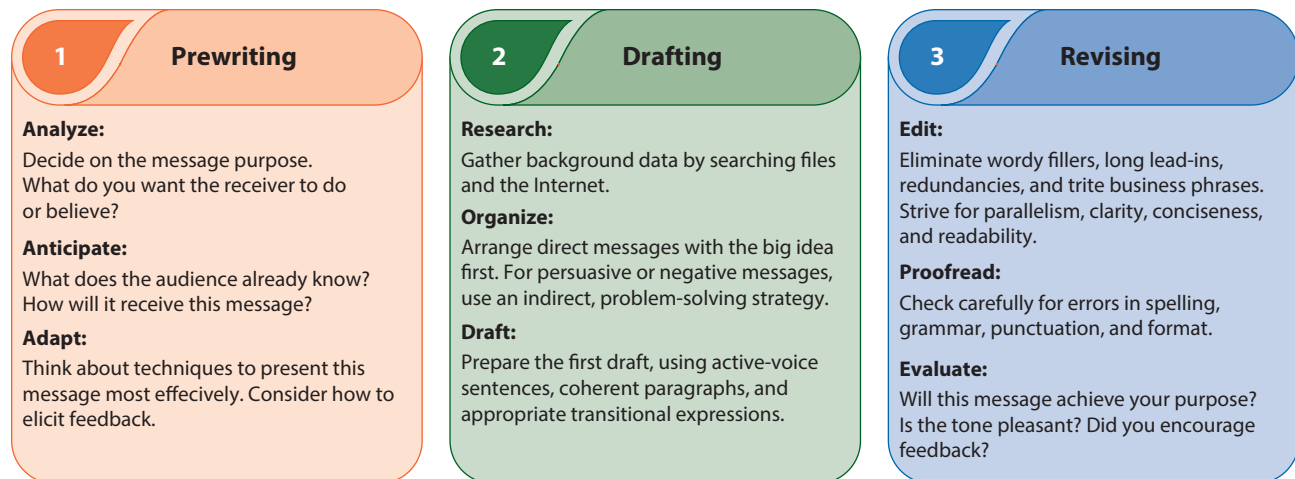 1 Prewriting
Analyze:
Decide on the message purpose.
What do you want the receiver to do
or believe?
Anticipate:
What does the audience already know?
How will it receive this message?
Adapt:
Think about techniques to present this
message most effecively. Consider how to
elicit feedback.
2 Drafting
Research:
Gather background data by searching files
and the Internet.
Organize:
Arrange direct messages with the big idea
first. For persuasive or negative messages,
use an indirect, problem-solving strategy.
Draft:
Prepare the first draft, using active-voice
sentences, coherent paragraphs, and
appropriate transitional expressions.
3 Revising
Edit:
Eliminate wordy fillers, long lead-ins,
redundancies, and trite business phrases.
Strive for parallelism, clarity, conciseness,
and readability.
Proofread:
Check carefully for errors in spelling,
grammar, punctuation, and format.
Evaluate:
Will this message achieve your purpose?
Is the tone pleasant? Did you encourage
feedback?